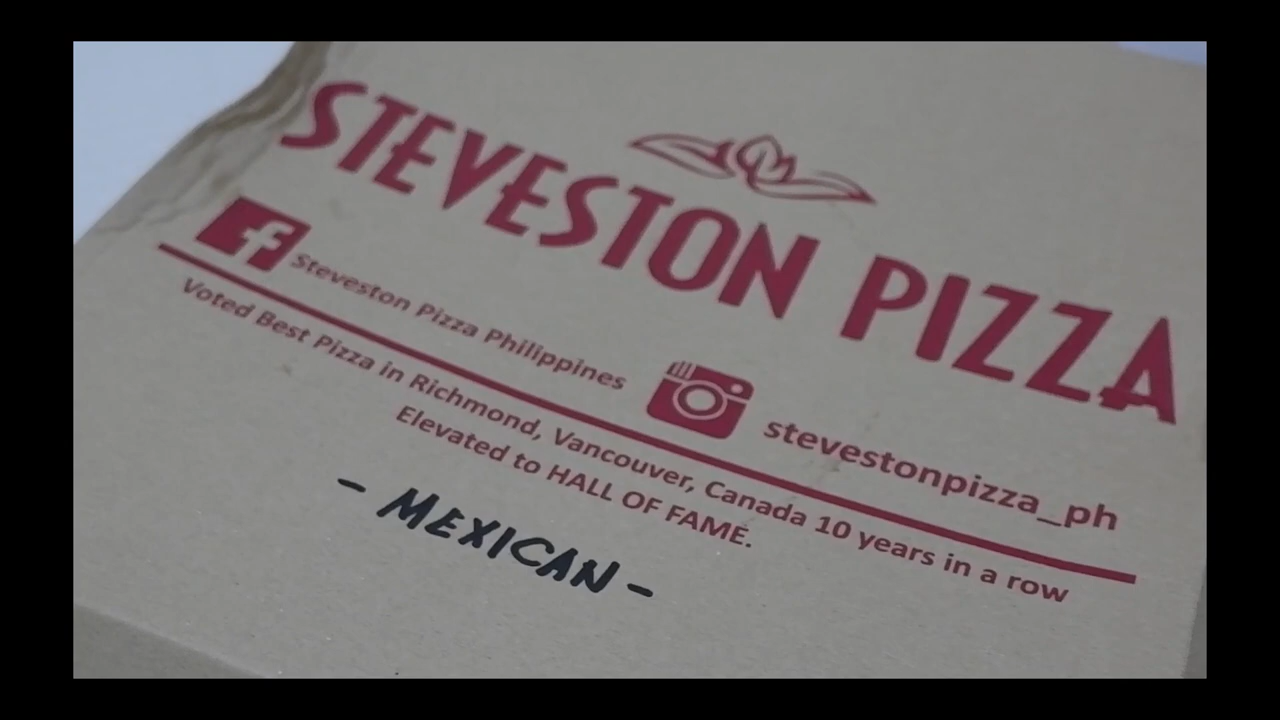 STEVESTON PIZZA
Steveston Pizza Philippines stevestonpizza_ph
Voted Best Pizza in Richmond, Vancouver, Canada 10 years in a row
Elevated to HALL OF FAME.
- MEXICAN -